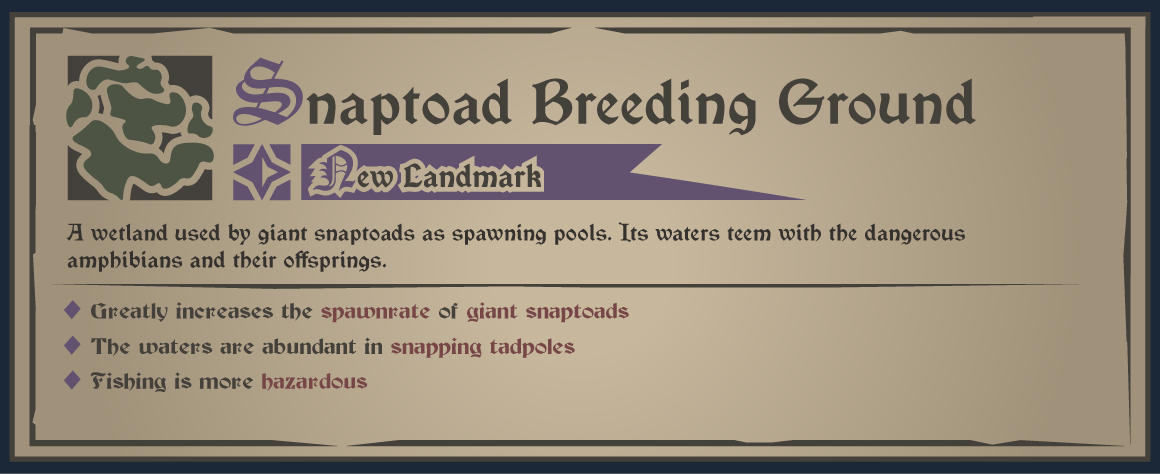 Snaptoad Breeding Ground
New Landmark
A wetland used by giant snaptoads as spawning pools. Its waters teem with the dangerous
amphibians and their offsprings.
Greatly increases the spawnrate of giant snaptoads
The waters are abundant in snapping tadpoles
Fishing is more hazardous